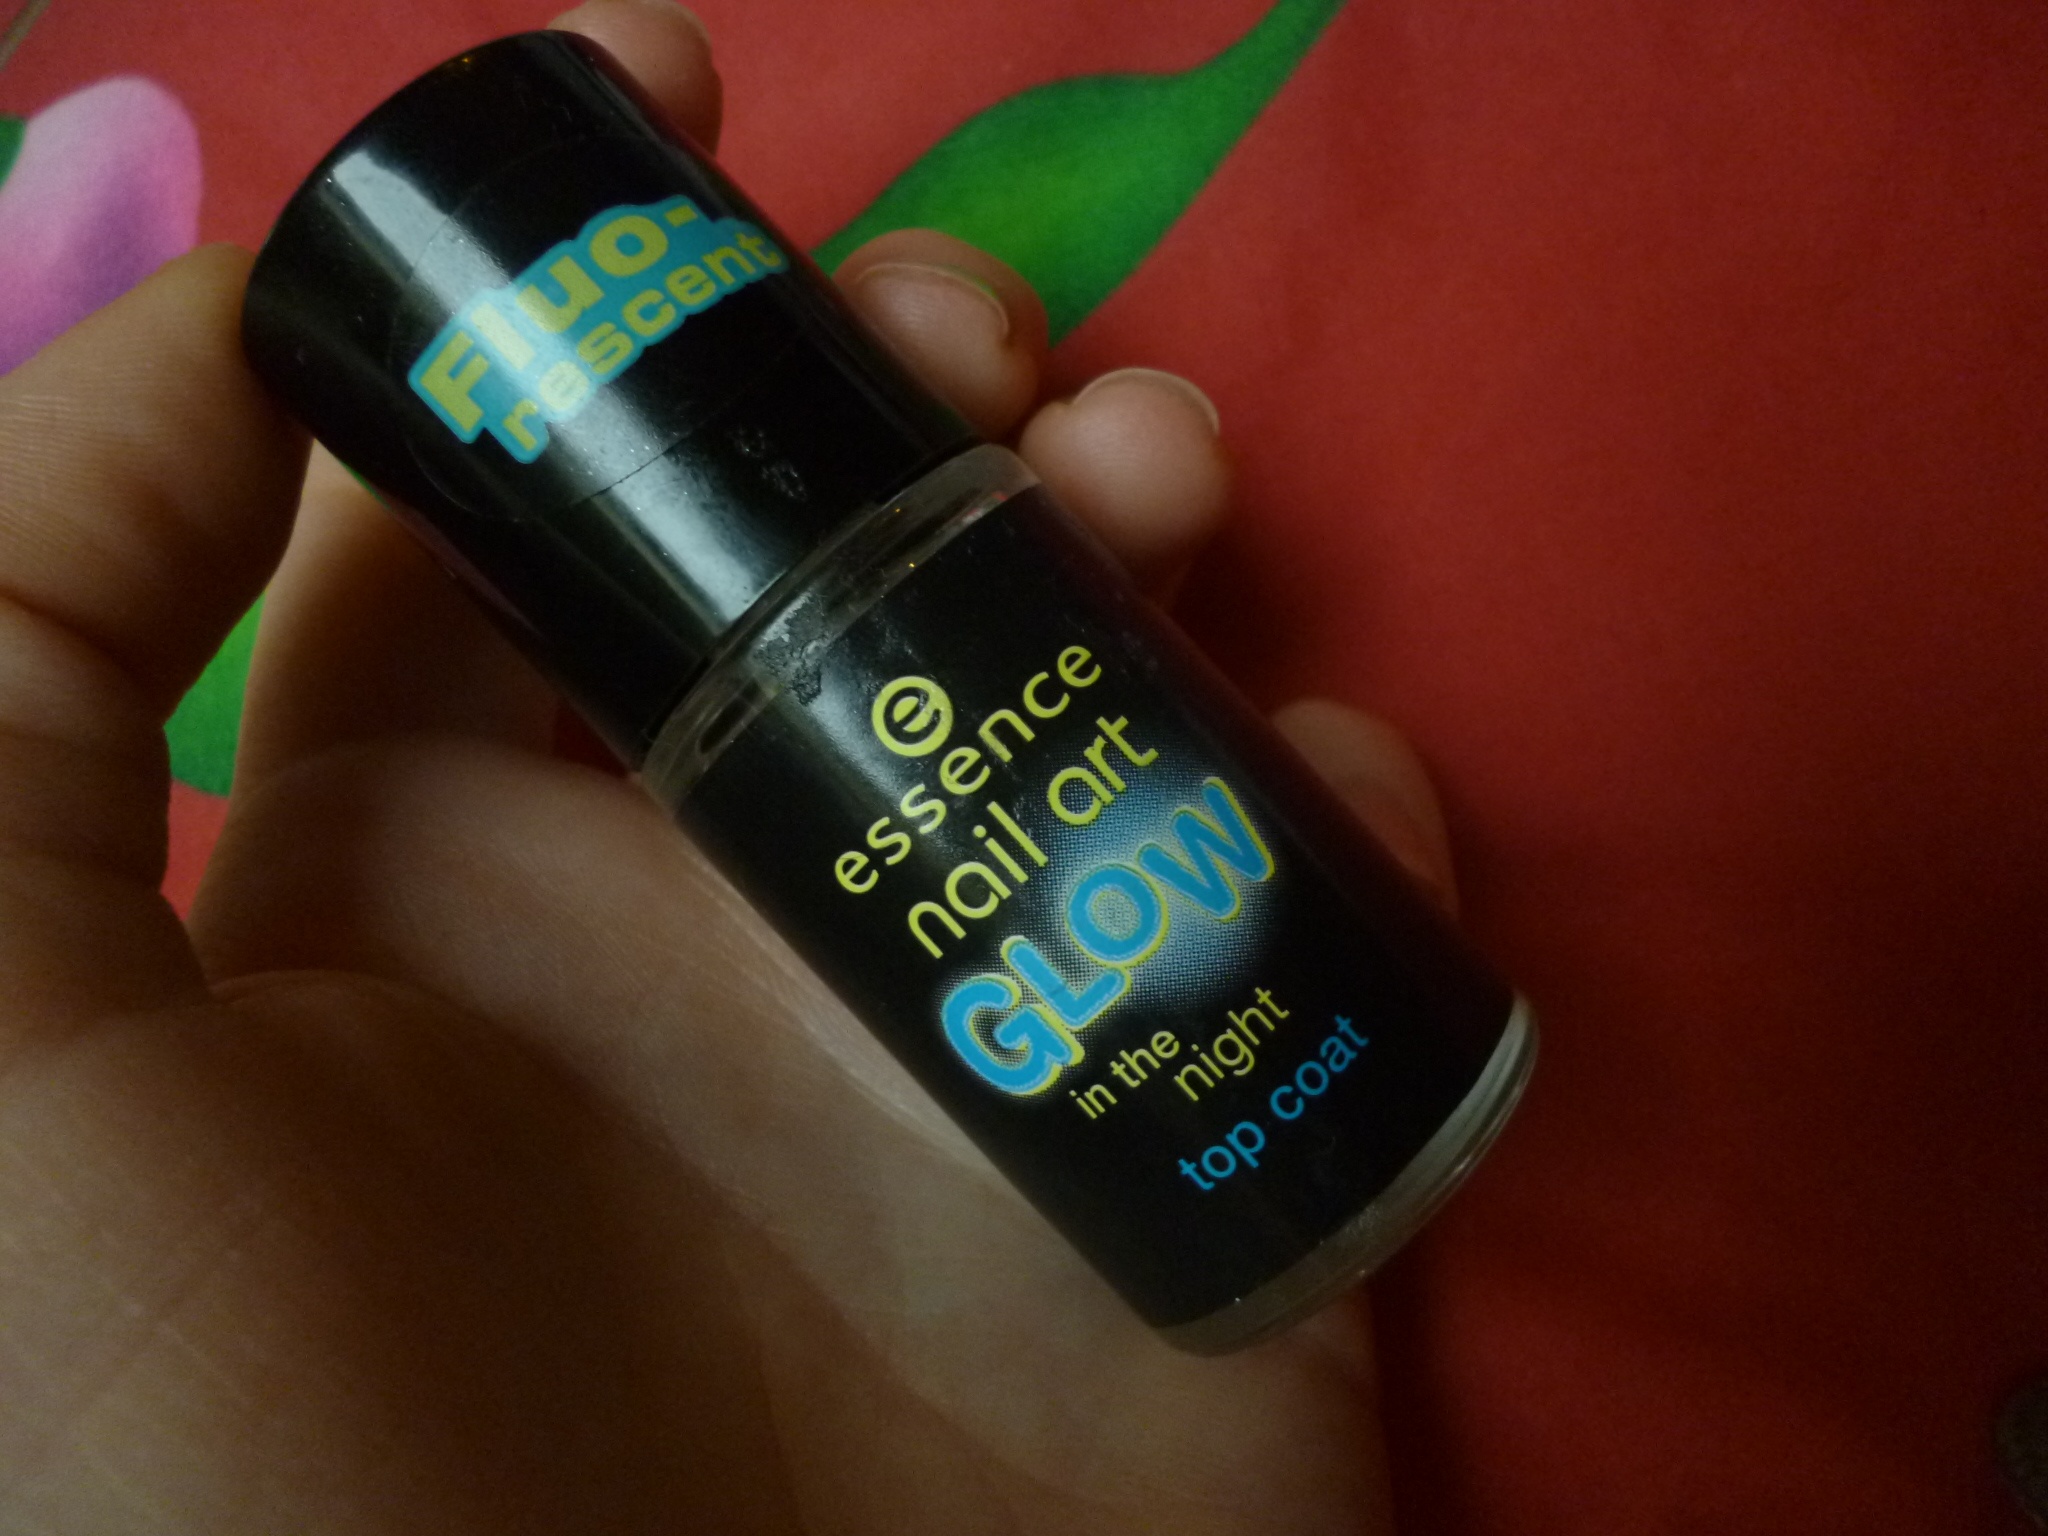 Fluo-
rescent
e
essence
nail art
GLOW
in the
night
top coat